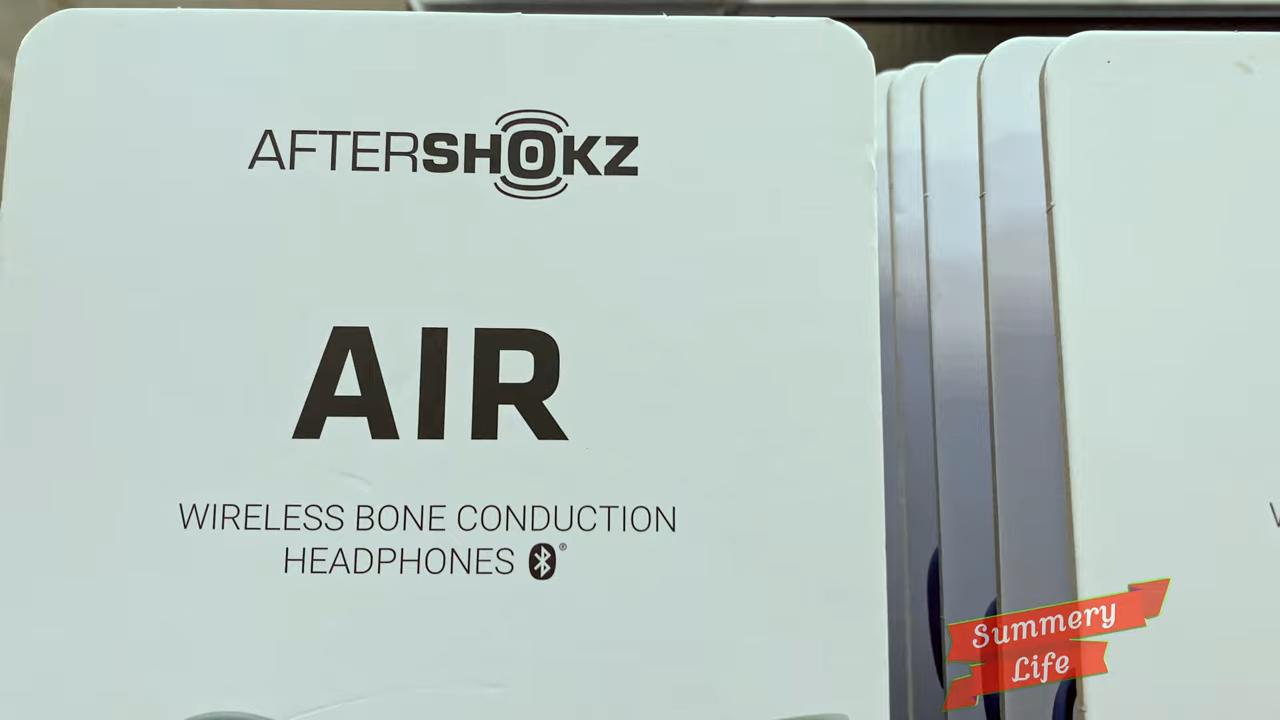 AFTERSHOKZ
AIR
WIRELESS BONE CONDUCTION
HEADPHONES
Summery
Life